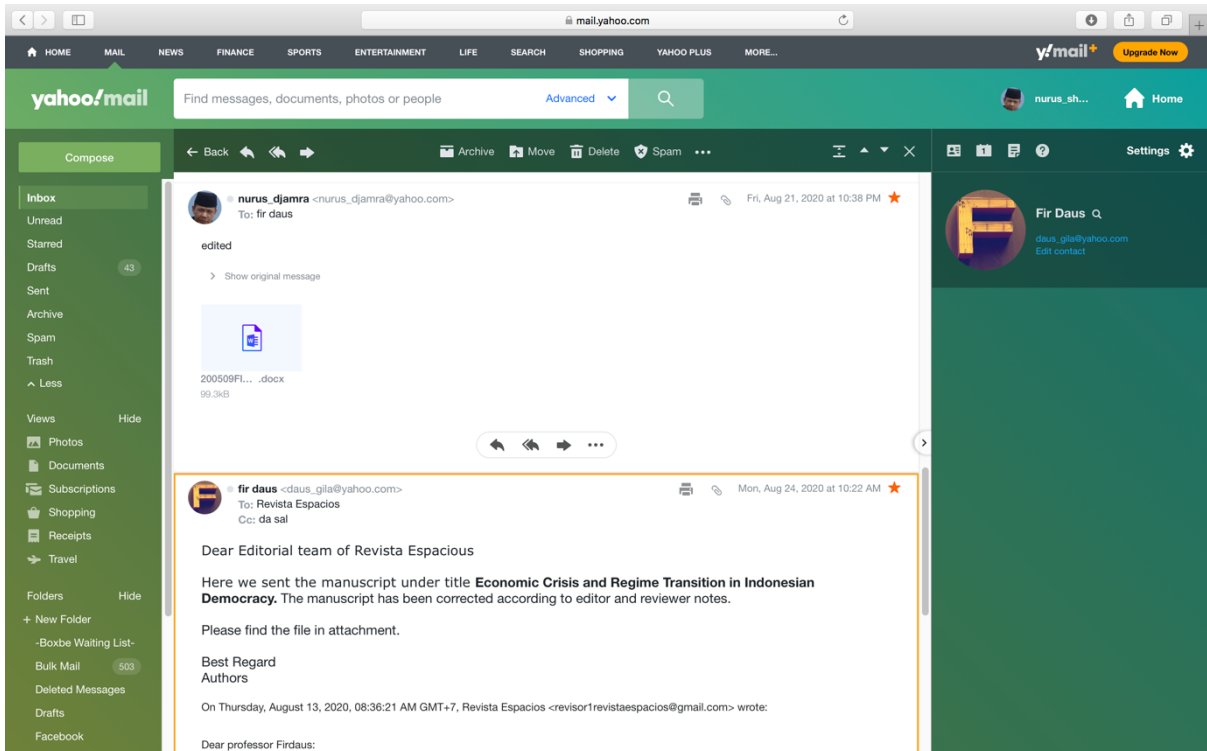 mail.yahoo.com
HOME MAIL NEWS FINANCE SPORTS ENTERTAINMENT LIFE SEARCH SHOPPING YAHOO PLUS MORE...
y!mail+ Upgrade Now
yahoo!mail
Find messages, documents, photos or people Advanced
nurus_sh... Home
Compose
Back Archive Move Delete Spam
1 ? Settings
Inbox
Unread
Starred
Drafts 43
Sent
Archive
Spam
Trash
Less
Views Hide
Photos
Documents
Subscriptions
Shopping
Receipts
Travel
Folders Hide
+ New Folder
-Boxbe Waiting List-
Bulk Mail 503
Deleted Messages
Drafts
Facebook
nurus_djamra <nurus_djamra@yahoo.com> Fri, Aug 21, 2020 at 10:38 PM
To: fir daus
edited
Show original message
W
200509FI... .docx
99.3kB
F fir daus <daus_gila@yahoo.com> Mon, Aug 24, 2020 at 10:22 AM
To: Revista Espacios
Cc: da sal
Dear Editorial team of Revista Espacious
Here we sent the manuscript under title Economic Crisis and Regime Transition in Indonesian
Democracy. The manuscript has been corrected according to editor and reviewer notes.
Please find the file in attachment.
Best Regard
Authors
On Thursday, August 13, 2020, 08:36:21 AM GMT+7, Revista Espacios <revisor1revistaespacios@gmail.com> wrote:
Dear professor Firdaus:
F
Fir Daus
daus_gila@yahoo.com
Edit contact